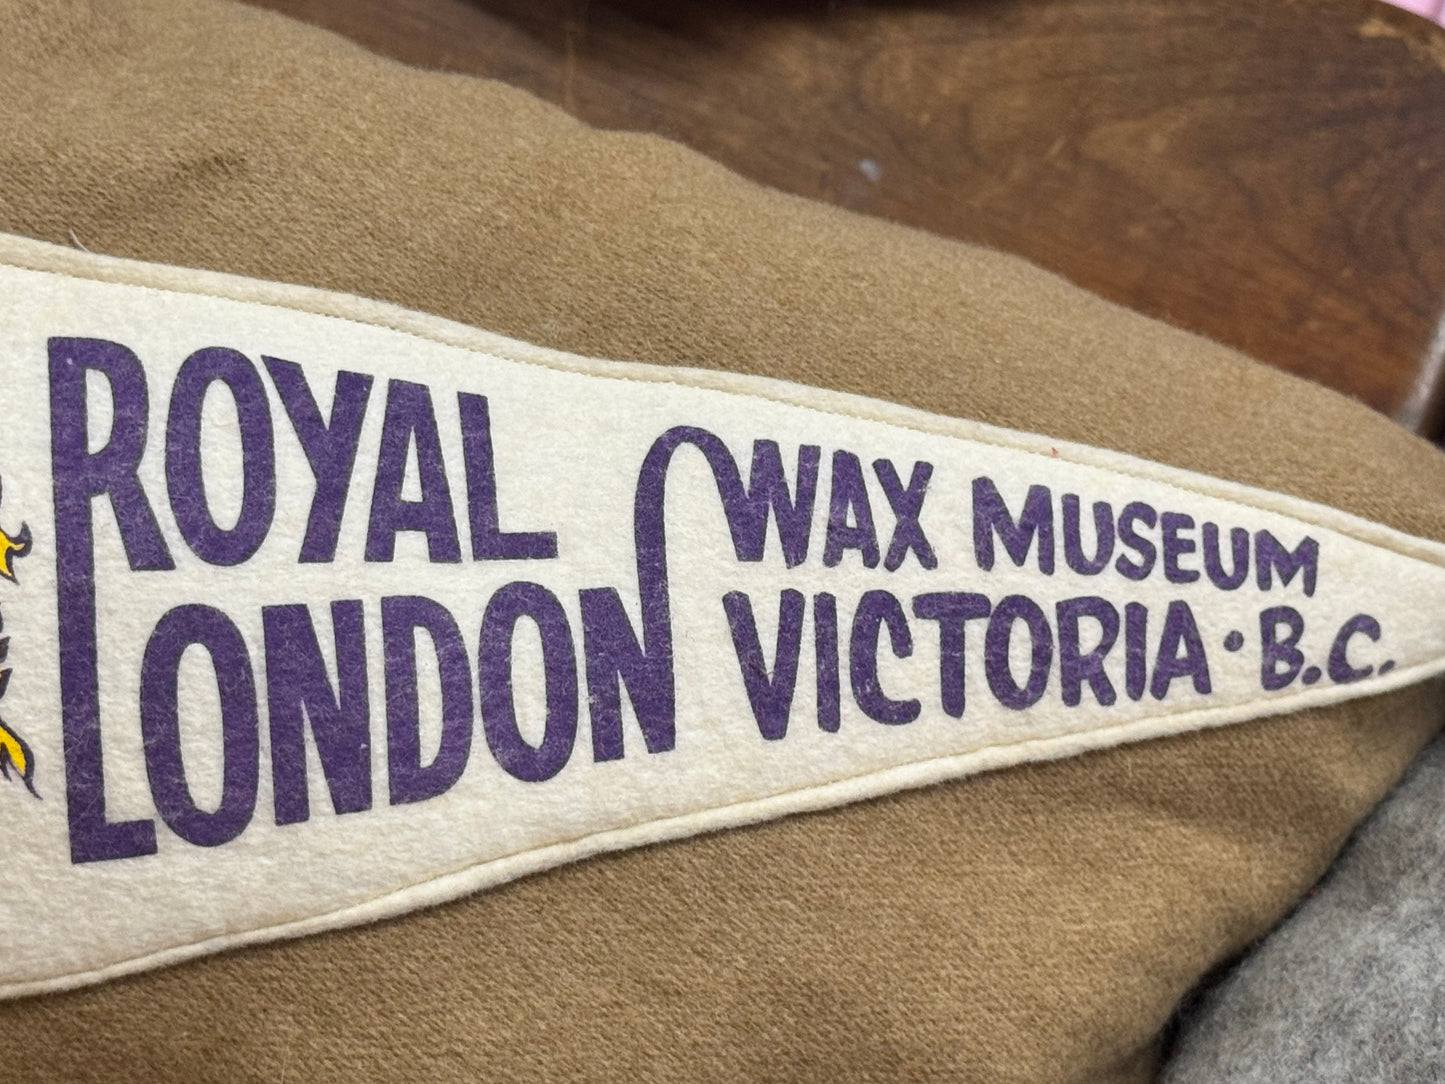 ROYAL
LONDON
WAX MUSEUM
VICTORIA · B.C.